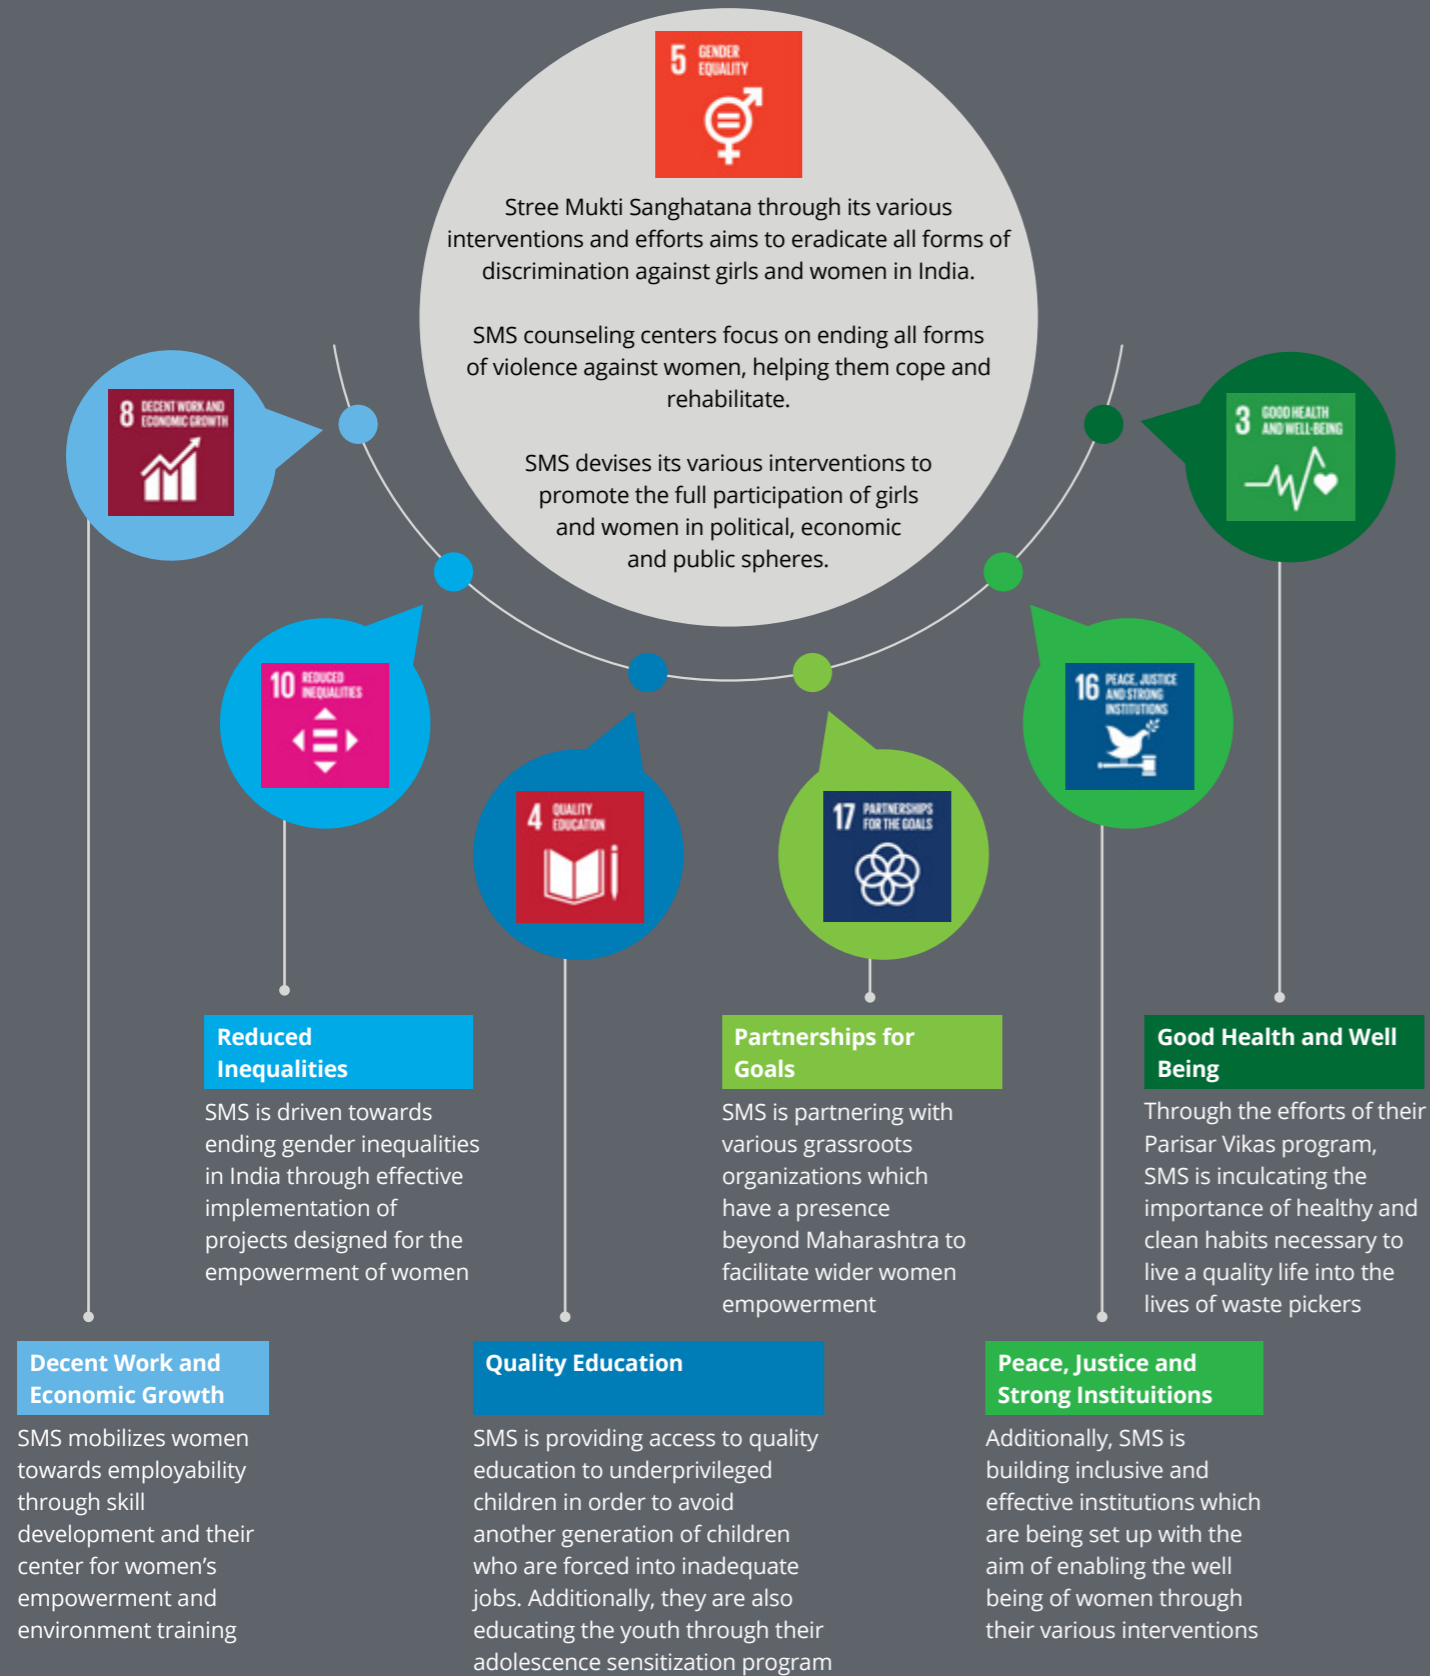 5 GENDER
EQUALITY
Stree Mukti Sanghatana through its various
interventions and efforts aims to eradicate all forms of
discrimination against girls and women in India.
SMS counseling centers focus on ending all forms
of violence against women, helping them cope and
rehabilitate.
SMS devises its various interventions to
promote the full participation of girls
and women in political, economic
and public spheres.
8 DECENT WORK AND
ECONOMIC GROWTH
3 GOOD HEALTH
AND WELL-BEING
10 REDUCED
INEQUALITIES
16 PEACE, JUSTICE
AND STRONG
INSTITUTIONS
4 QUALITY
EDUCATION
17 PARTNERSHIPS
FOR THE GOALS
Reduced
Inequalities
SMS is driven towards
ending gender inequalities
in India through effective
implementation of
projects designed for the
empowerment of women
Partnerships for
Goals
SMS is partnering with
various grassroots
organizations which
have a presence
beyond Maharashtra to
facilitate wider women
empowerment
Good Health and Well
Being
Through the efforts of their
Parisar Vikas program,
SMS is inculcating the
importance of healthy and
clean habits necessary to
live a quality life into the
lives of waste pickers
Decent Work and
Economic Growth
SMS mobilizes women
towards employability
through skill
development and their
center for women’s
empowerment and
environment training
Quality Education
SMS is providing access to quality
education to underprivileged
children in order to avoid
another generation of children
who are forced into inadequate
jobs. Additionally, they are also
educating the youth through their
adolescence sensitization program
Peace, Justice and
Strong Instituitions
Additionally, SMS is
building inclusive and
effective institutions which
are being set up with the
aim of enabling the well
being of women through
their various interventions